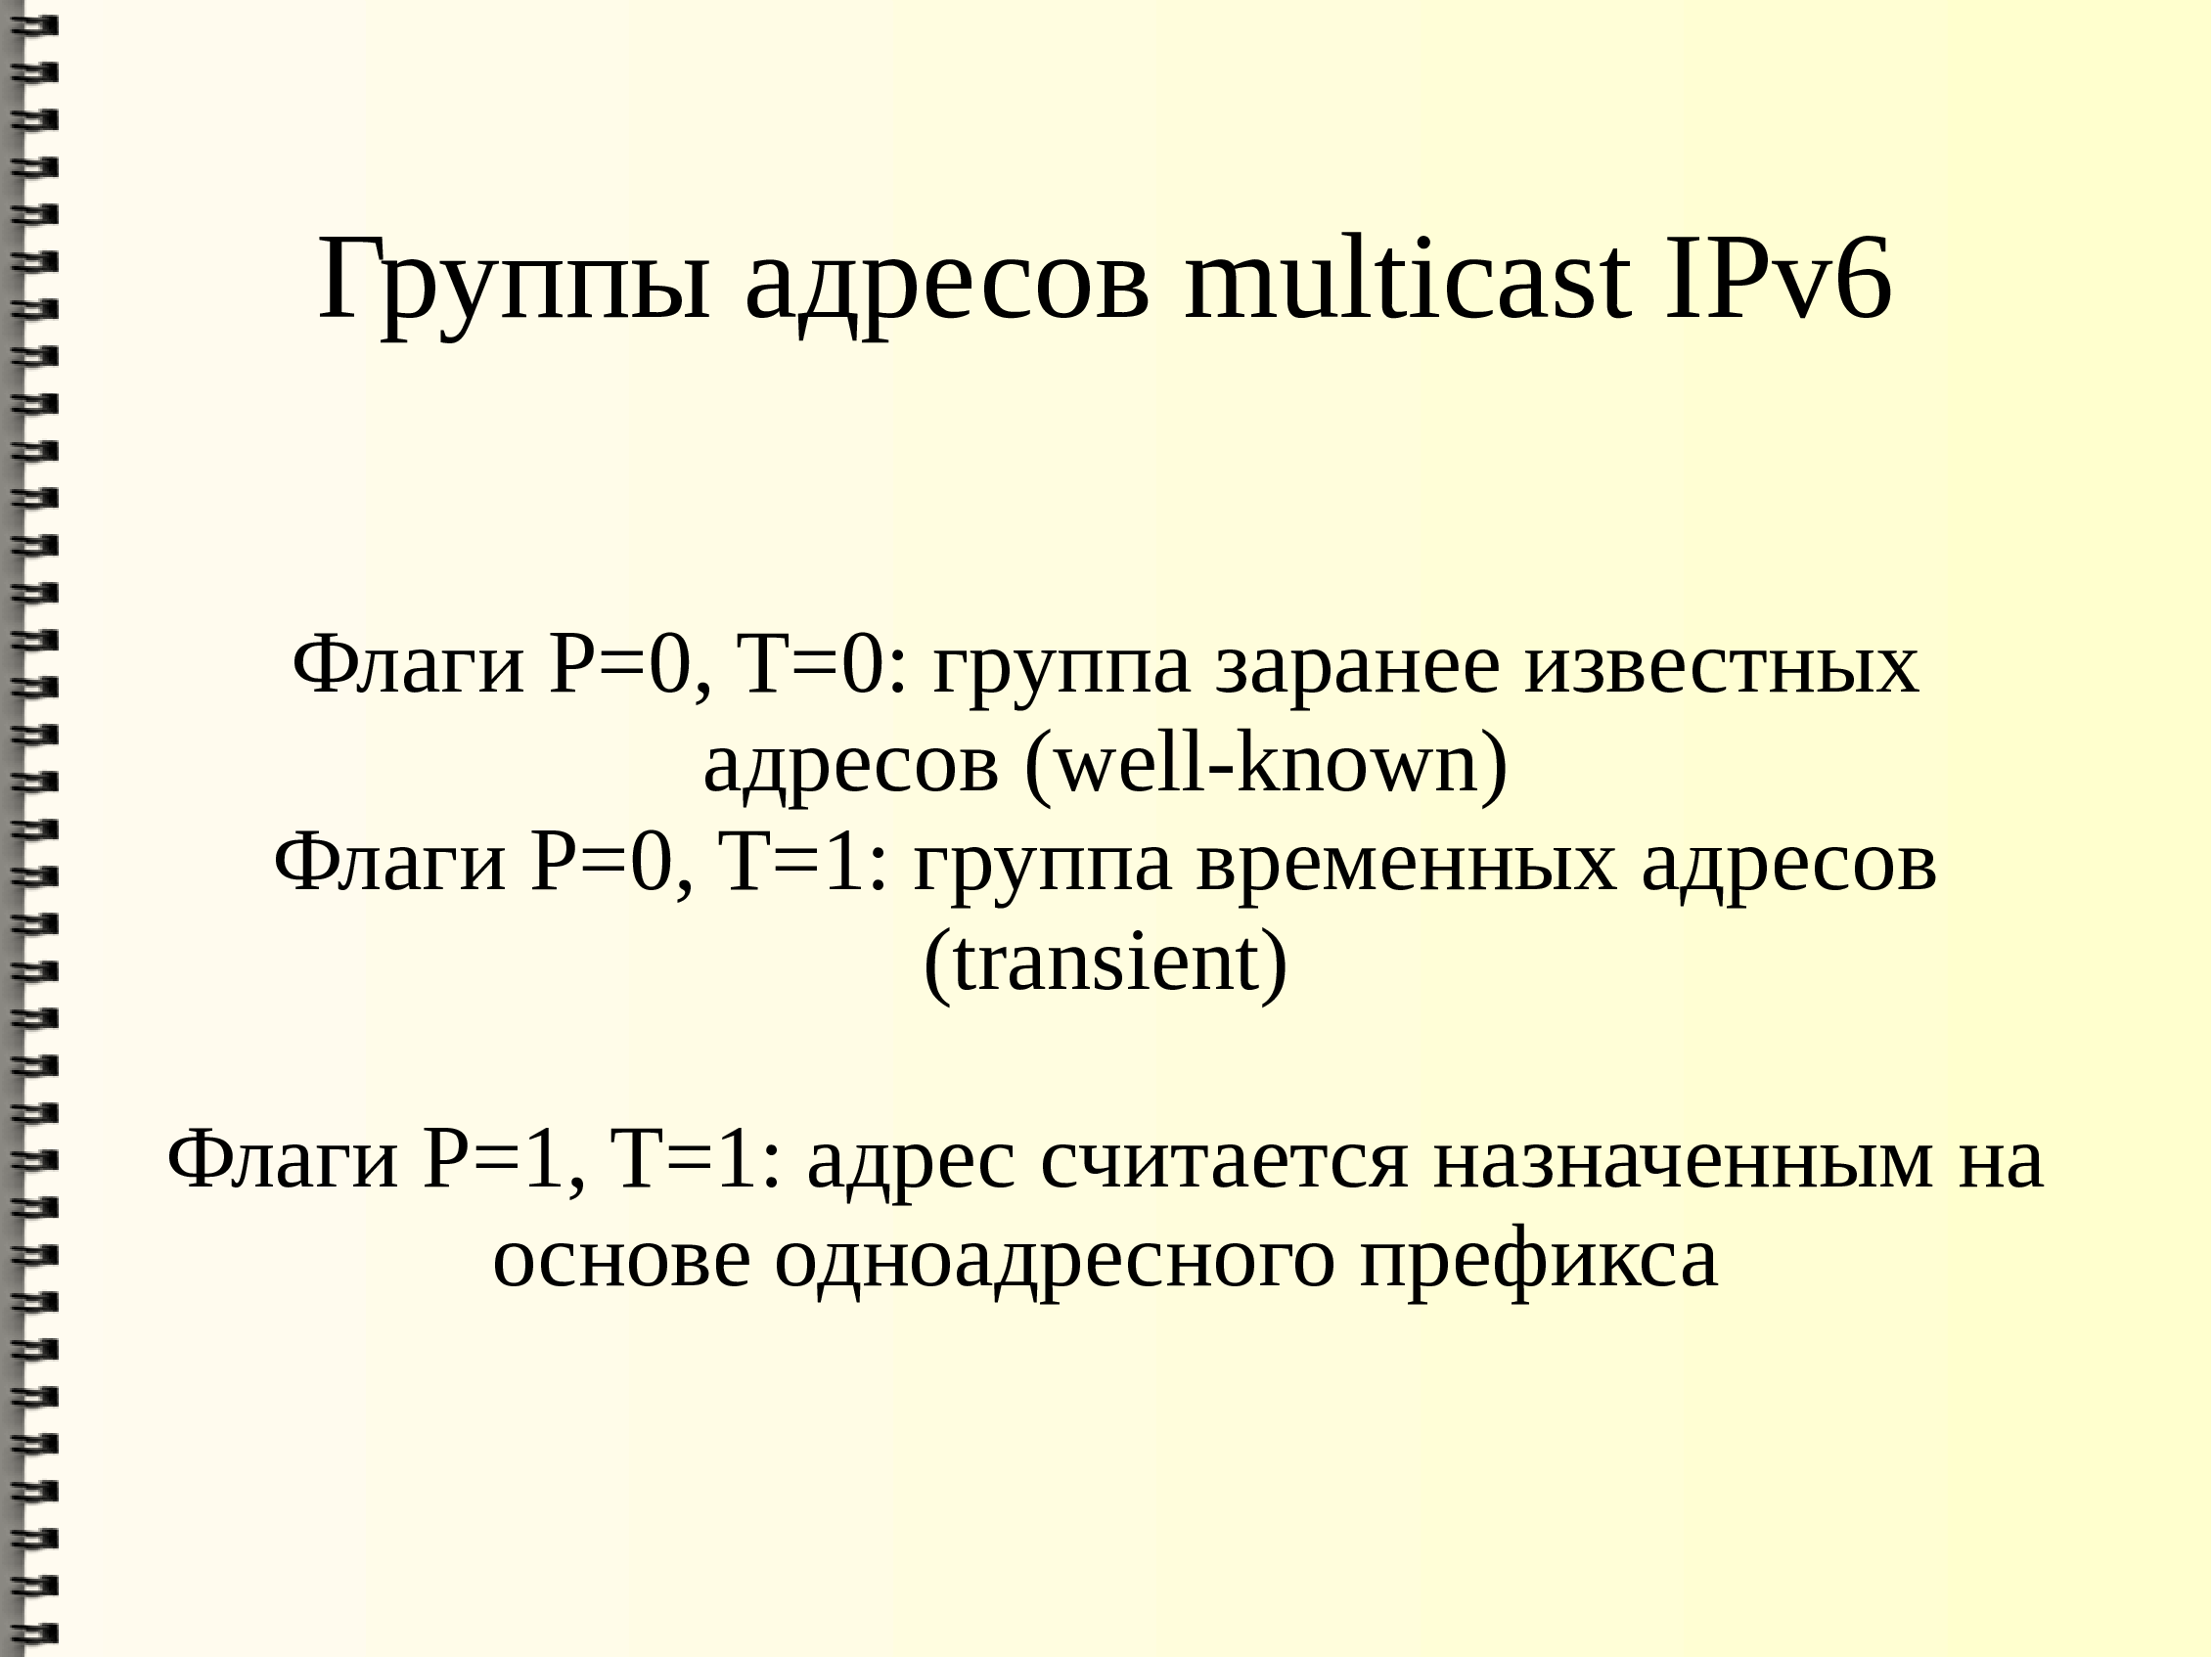 Группы адресов multicast IPv6
Флаги P=0, T=0: группа заранее известных
адресов (well-known)
Флаги P=0, T=1: группа временных адресов
(transient)
Флаги P=1, T=1: адрес считается назначенным на
основе одноадресного префикса